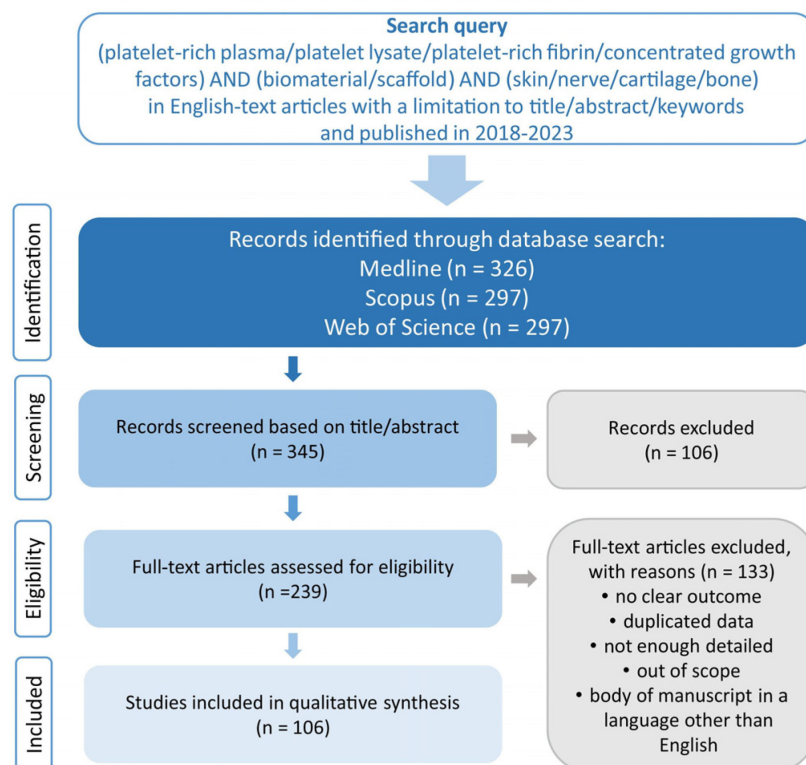 Search query
(platelet-rich plasma/platelet lysate/platelet-rich fibrin/concentrated growth
factors) AND (biomaterial/scaffold) AND (skin/nerve/cartilage/bone)
in English-text articles with a limitation to title/abstract/keywords
and published in 2018-2023
Identification
Records identified through database search:
Medline (n = 326)
Scopus (n = 297)
Web of Science (n = 297)
Screening
Records screened based on title/abstract
(n = 345)
Records excluded
(n = 106)
Eligibility
Full-text articles assessed for eligibility
(n =239)
Full-text articles excluded,
with reasons (n = 133)
• no clear outcome
• duplicated data
• not enough detailed
• out of scope
• body of manuscript in a
language other than
English
Included
Studies included in qualitative synthesis
(n = 106)